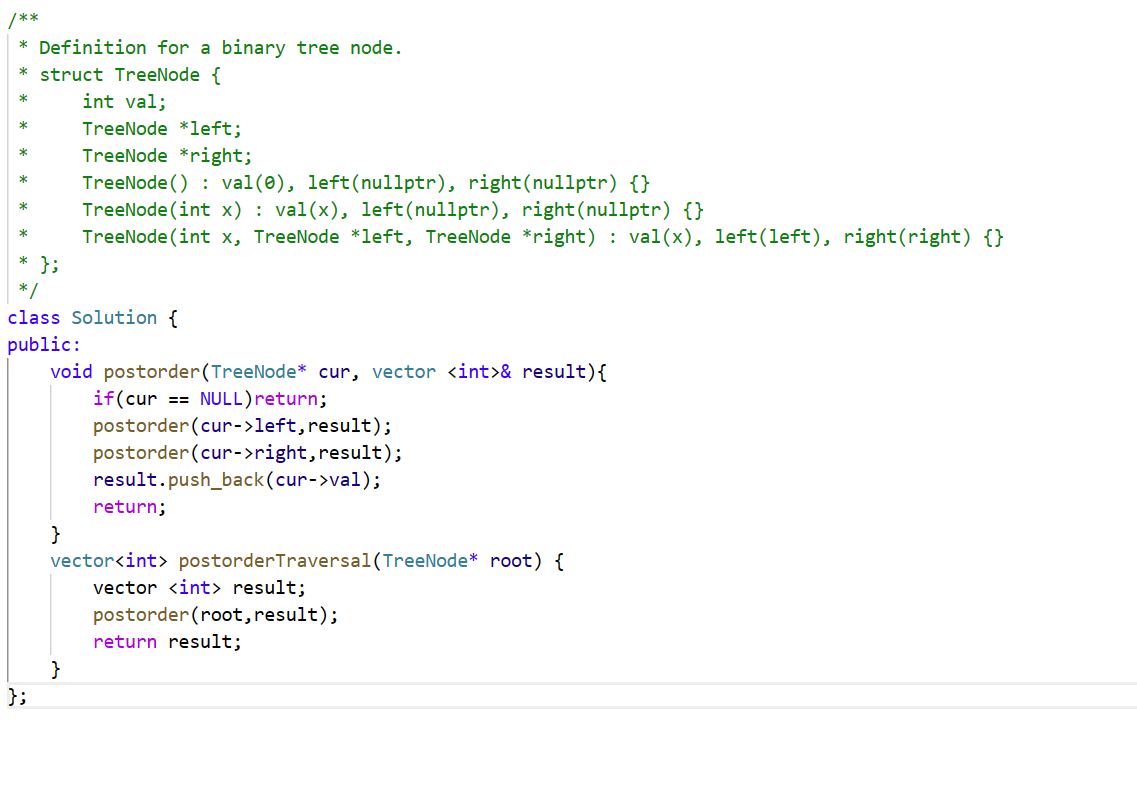 /**
 * Definition for a binary tree node.
 * struct TreeNode {
 *     int val;
 *     TreeNode *left;
 *     TreeNode *right;
 *     TreeNode() : val(0), left(nullptr), right(nullptr) {}
 *     TreeNode(int x) : val(x), left(nullptr), right(nullptr) {}
 *     TreeNode(int x, TreeNode *left, TreeNode *right) : val(x), left(left), right(right) {}
 * };
 */
class Solution {
public:
    void postorder(TreeNode* cur, vector <int>& result){
        if(cur == NULL)return;
        postorder(cur->left,result);
        postorder(cur->right,result);
        result.push_back(cur->val);
        return;
    }
    vector<int> postorderTraversal(TreeNode* root) {
        vector <int> result;
        postorder(root,result);
        return result;
    }
};